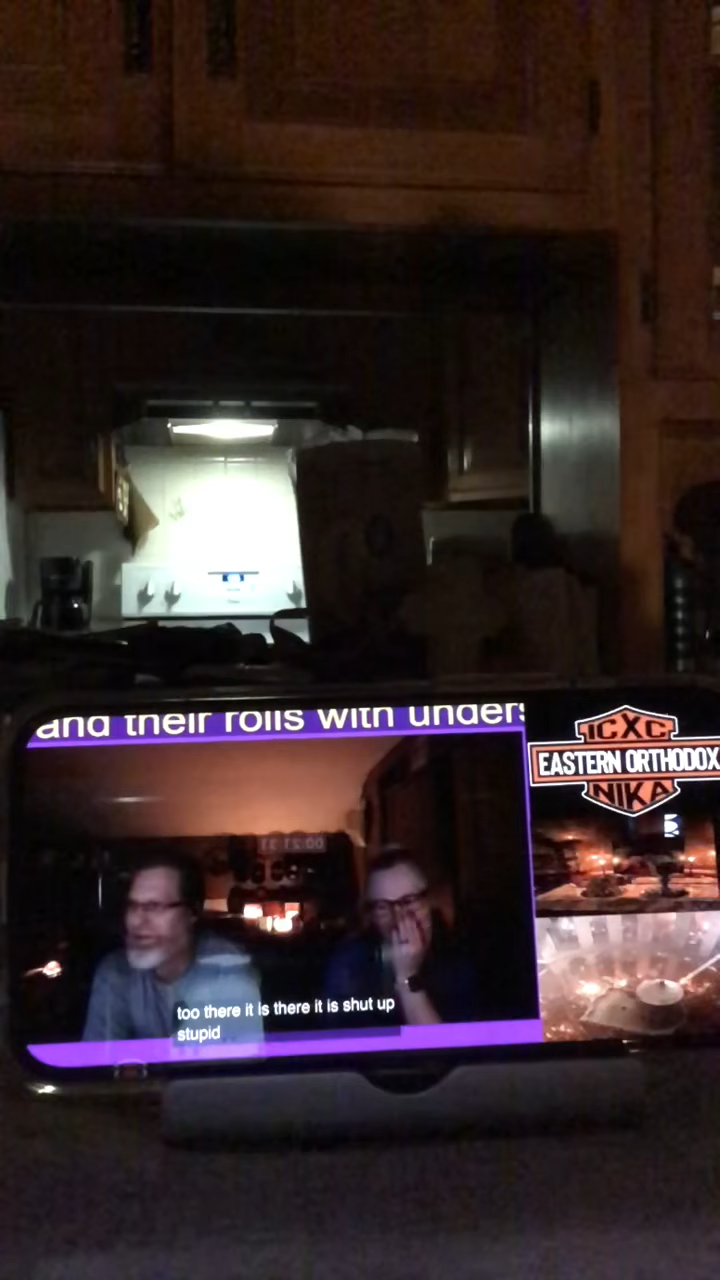 and their rolls with unders
ICXC
EASTERN ORTHODOX
NIKA
too there it is there it is shut up
stupid